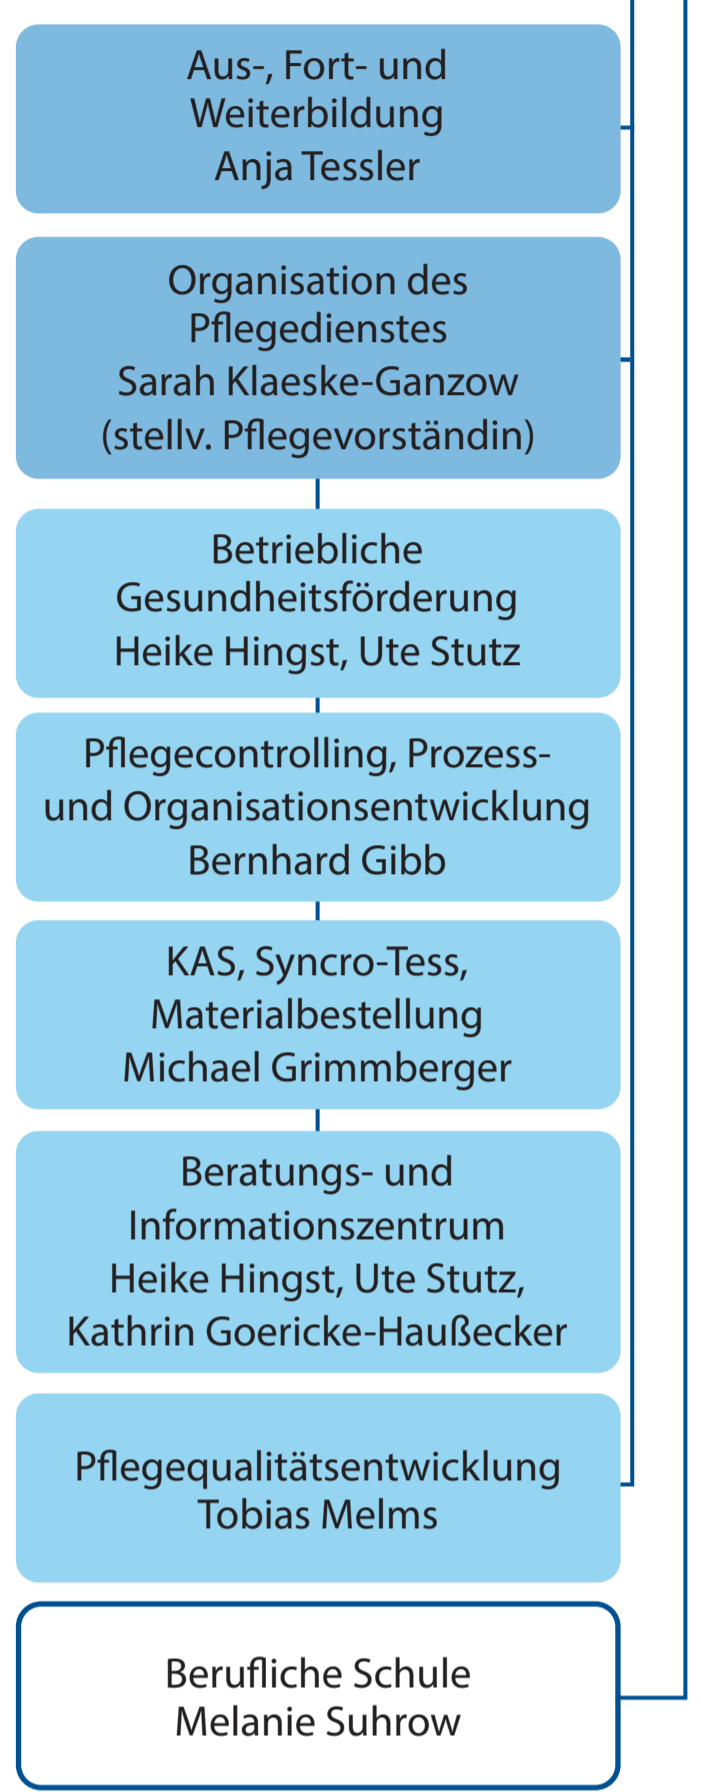 Aus-, Fort- und
Weiterbildung
Anja Tessler
Organisation des
Pflegedienstes
Sarah Klaeske-Ganzow
(stellv. Pflegevorständin)
Betriebliche
Gesundheitsförderung
Heike Hingst, Ute Stutz
Pflegecontrolling, Prozess-
und Organisationsentwicklung
Bernhard Gibb
KAS, Syncro-Tess,
Materialbestellung
Michael Grimmberger
Beratungs- und
Informationszentrum
Heike Hingst, Ute Stutz,
Kathrin Goericke-Haußecker
Pflegequalitätsentwicklung
Tobias Melms
Berufliche Schule
Melanie Suhrow